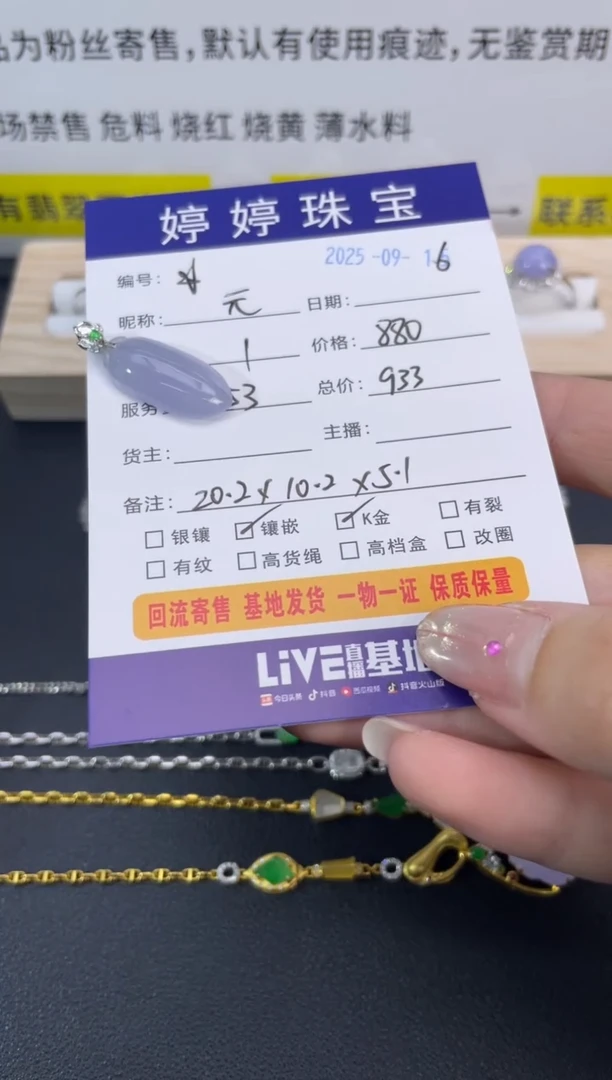 品为粉丝寄售，默认有使用痕迹，无鉴赏期
场禁售 危料 烧红 烧黄 薄水料
有翡翠
联系
婷婷珠宝
2025-09-16
编号：
昵称： 元 日期：
1 价格： 880
服务 53 总价： 933
货主： 主播：
备注： 20.2×10.2×5.1
银镶 镶嵌 K金 有裂
有纹 高货绳 高档盒 改圈
回流寄售 基地发货 一物一证 保质保量
LIVE直播基地
今日头条 抖音 西瓜视频 抖音火山版